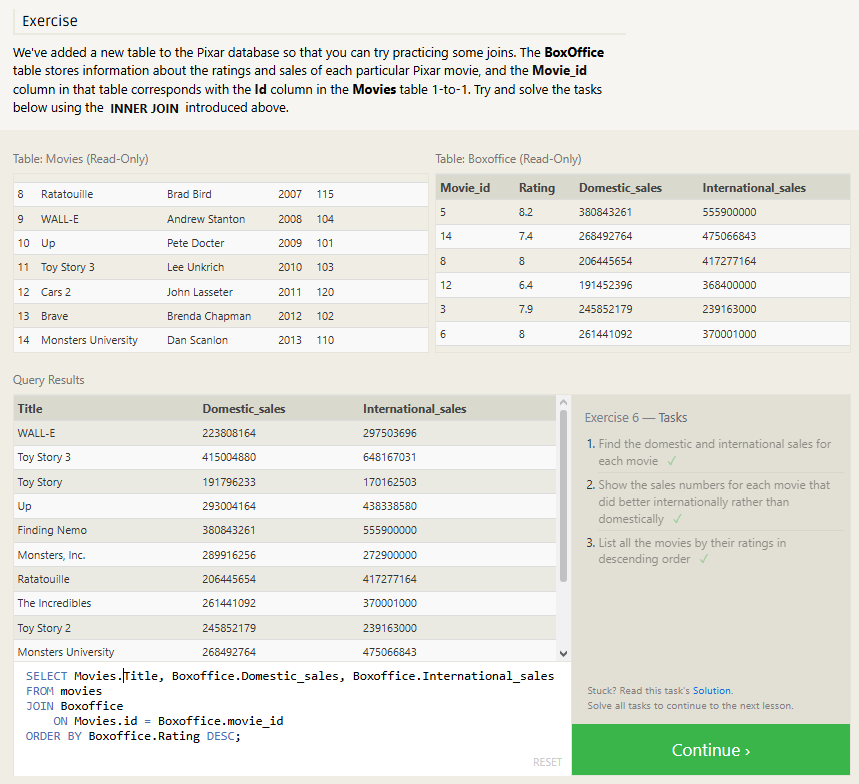 Exercise
We've added a new table to the Pixar database so that you can try practicing some joins. The BoxOffice
table stores information about the ratings and sales of each particular Pixar movie, and the Movie_id
column in that table corresponds with the Id column in the Movies table 1-to-1. Try and solve the tasks
below using the INNER JOIN introduced above.
Table: Movies (Read-Only)
8 Ratatouille Brad Bird 2007 115
9 WALL-E Andrew Stanton 2008 104
10 Up Pete Docter 2009 101
11 Toy Story 3 Lee Unkrich 2010 103
12 Cars 2 John Lasseter 2011 120
13 Brave Brenda Chapman 2012 102
14 Monsters University Dan Scanlon 2013 110
Table: Boxoffice (Read-Only)
Movie_id Rating Domestic_sales International_sales
5 8.2 380843261 555900000
14 7.4 268492764 475066843
8 8 206445654 417277164
12 6.4 191452396 368400000
3 7.9 245852179 239163000
6 8 261441092 370001000
Query Results
Title Domestic_sales International_sales
WALL-E 223808164 297503696
Toy Story 3 415004880 648167031
Toy Story 191796233 170162503
Up 293004164 438338580
Finding Nemo 380843261 555900000
Monsters, Inc. 289916256 272900000
Ratatouille 206445654 417277164
The Incredibles 261441092 370001000
Toy Story 2 245852179 239163000
Monsters University 268492764 475066843
SELECT Movies.Title, Boxoffice.Domestic_sales, Boxoffice.International_sales
FROM movies
JOIN Boxoffice
ON Movies.id = Boxoffice.movie_id
ORDER BY Boxoffice.Rating DESC;
RESET
Exercise 6 — Tasks
1. Find the domestic and international sales for
each movie ✓
2. Show the sales numbers for each movie that
did better internationally rather than
domestically ✓
3. List all the movies by their ratings in
descending order ✓
Stuck? Read this task's Solution.
Solve all tasks to continue to the next lesson.
Continue ›